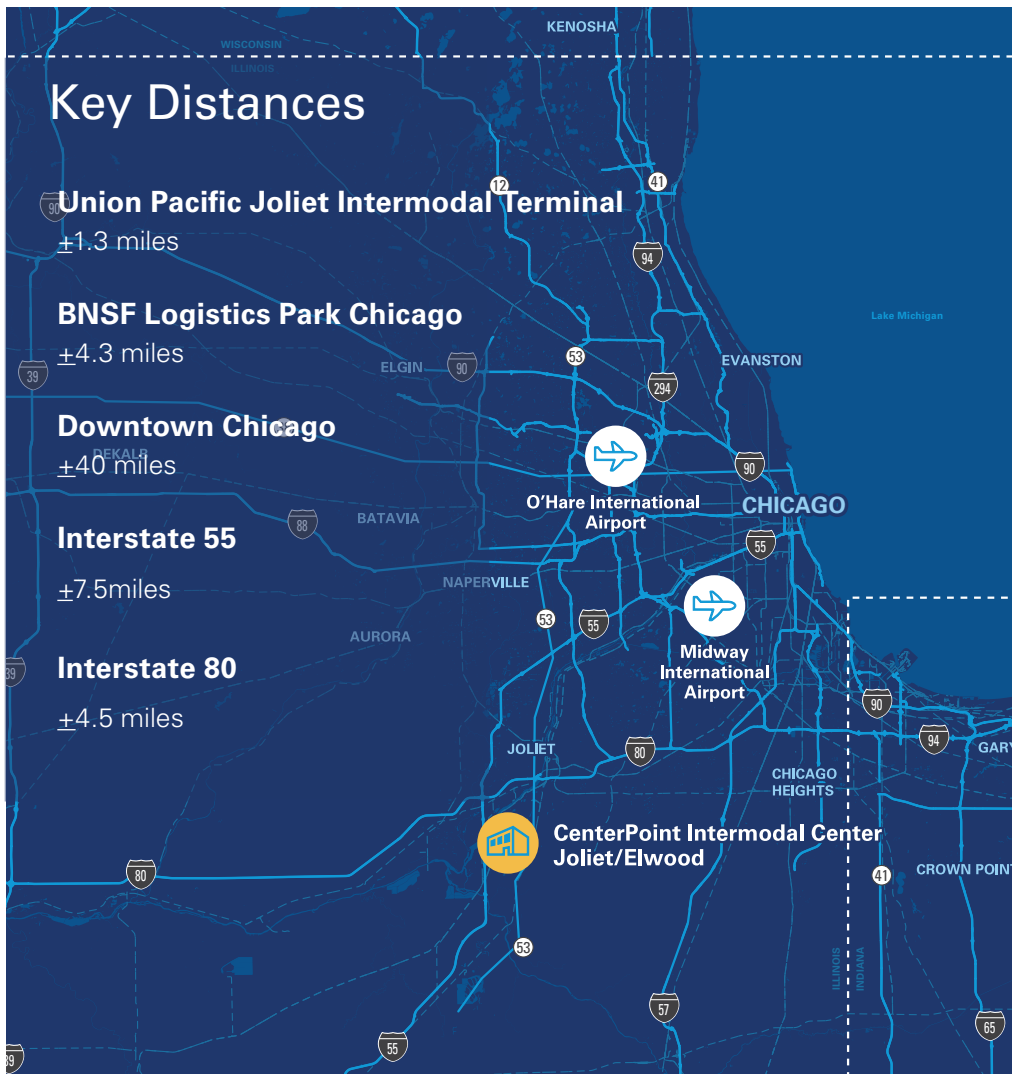 KENOSHA
WISCONSIN
ILLINOIS
Key Distances
12
41
90
Union Pacific Joliet Intermodal Terminal
±1.3 miles
94
BNSF Logistics Park Chicago
±4.3 miles
Lake Michigan
53
EVANSTON
ELGIN
90
39
294
Downtown Chicago
DEKALB
±40 miles
90
O'Hare International
Airport
CHICAGO
BATAVIA
88
Interstate 55
55
±7.5miles
NAPERVILLE
53
55
AURORA
Midway
International
Airport
39
Interstate 80
±4.5 miles
90
94
JOLIET
80
GARY
CHICAGO
HEIGHTS
CenterPoint Intermodal Center
Joliet/Elwood
80
41
CROWN POINT
53
ILLINOIS
INDIANA
57
65
55
39